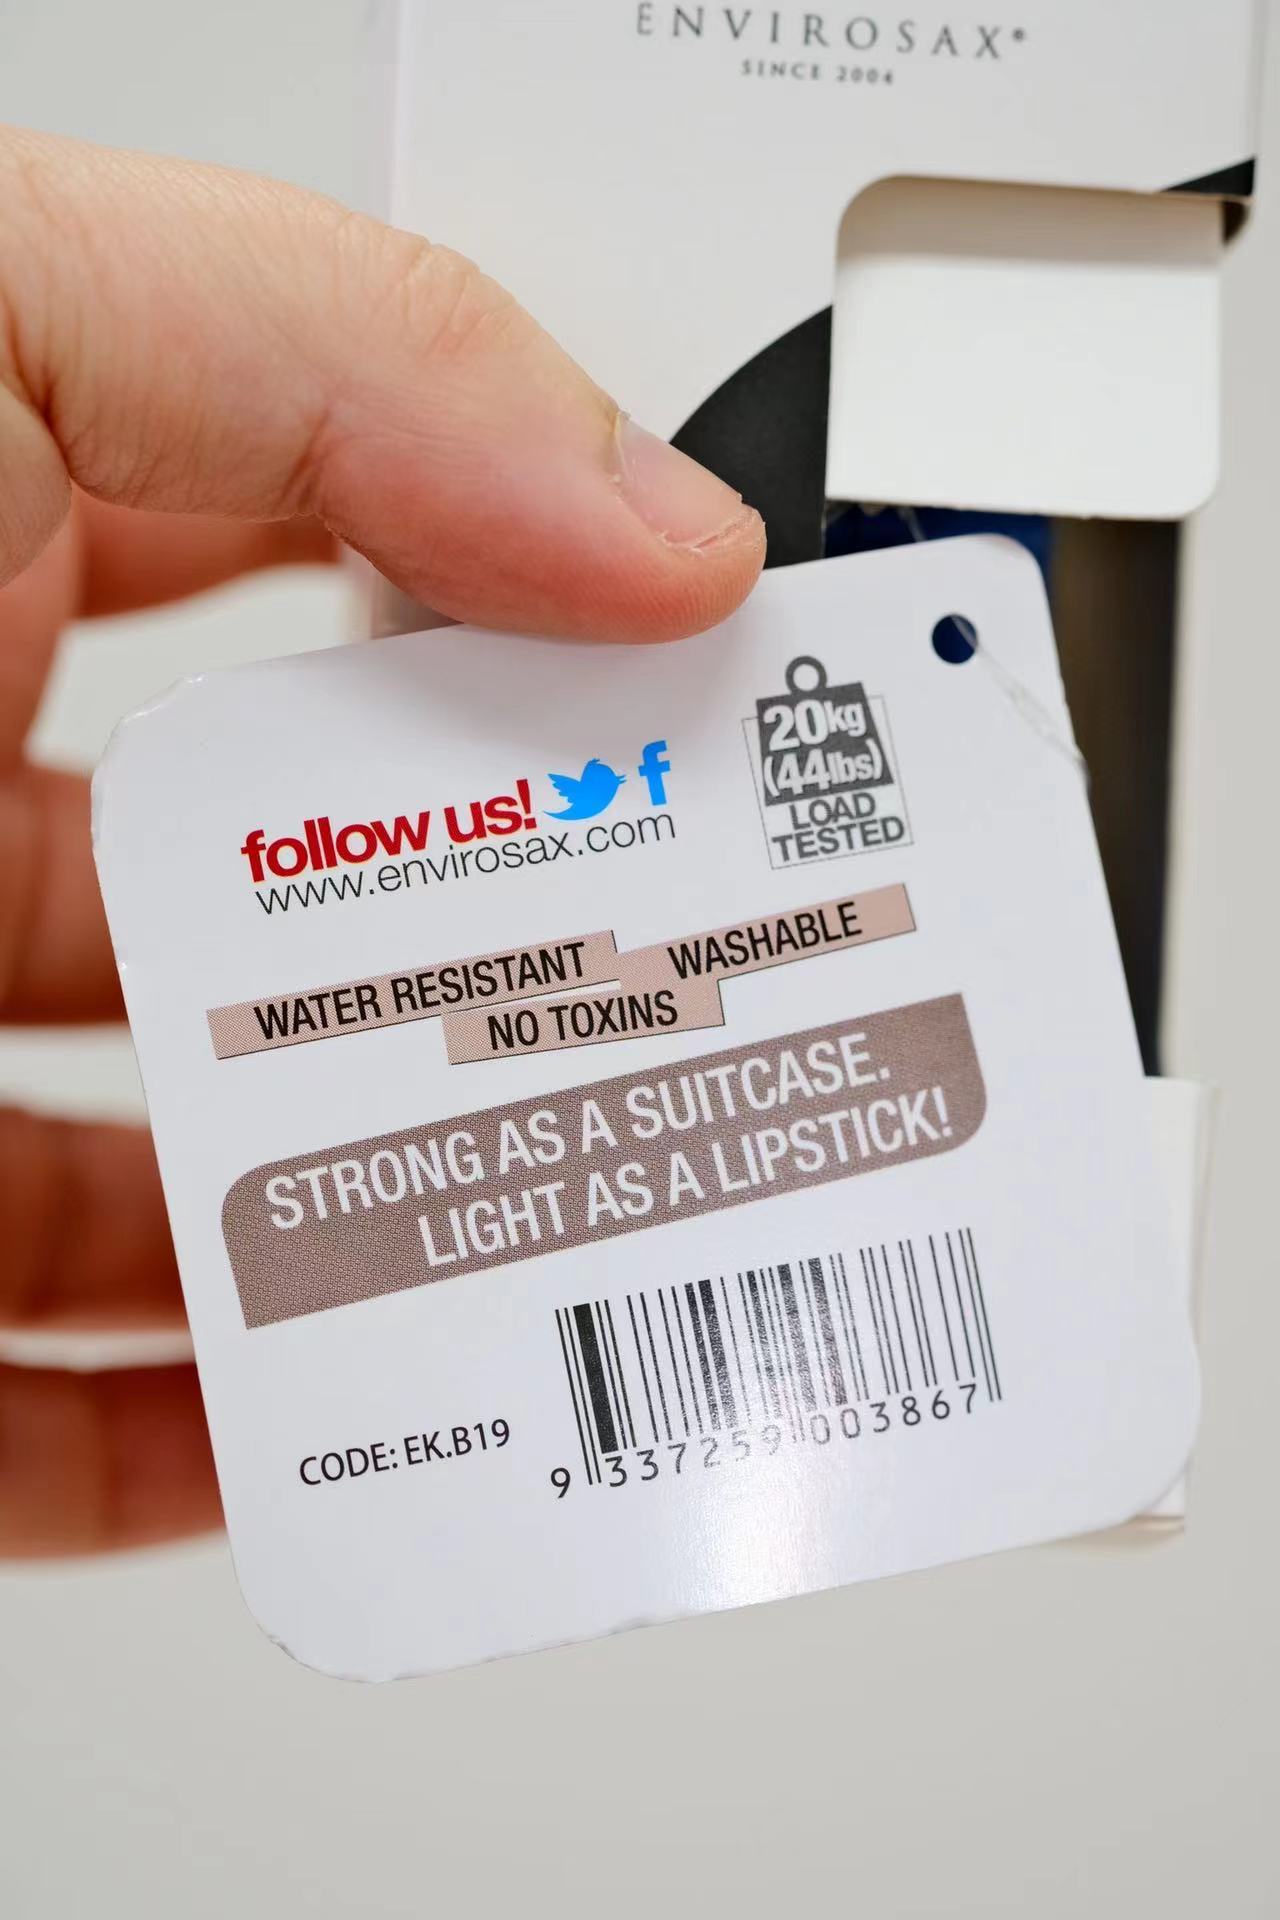 ENVIROSAX®
SINCE 2004
20kg
(44lbs)
LOAD
TESTED
follow us! f
www.envirosax.com
WATER RESISTANT
WASHABLE
NO TOXINS
STRONG AS A SUITCASE.
LIGHT AS A LIPSTICK!
CODE: EK.B19
9 337259 003867